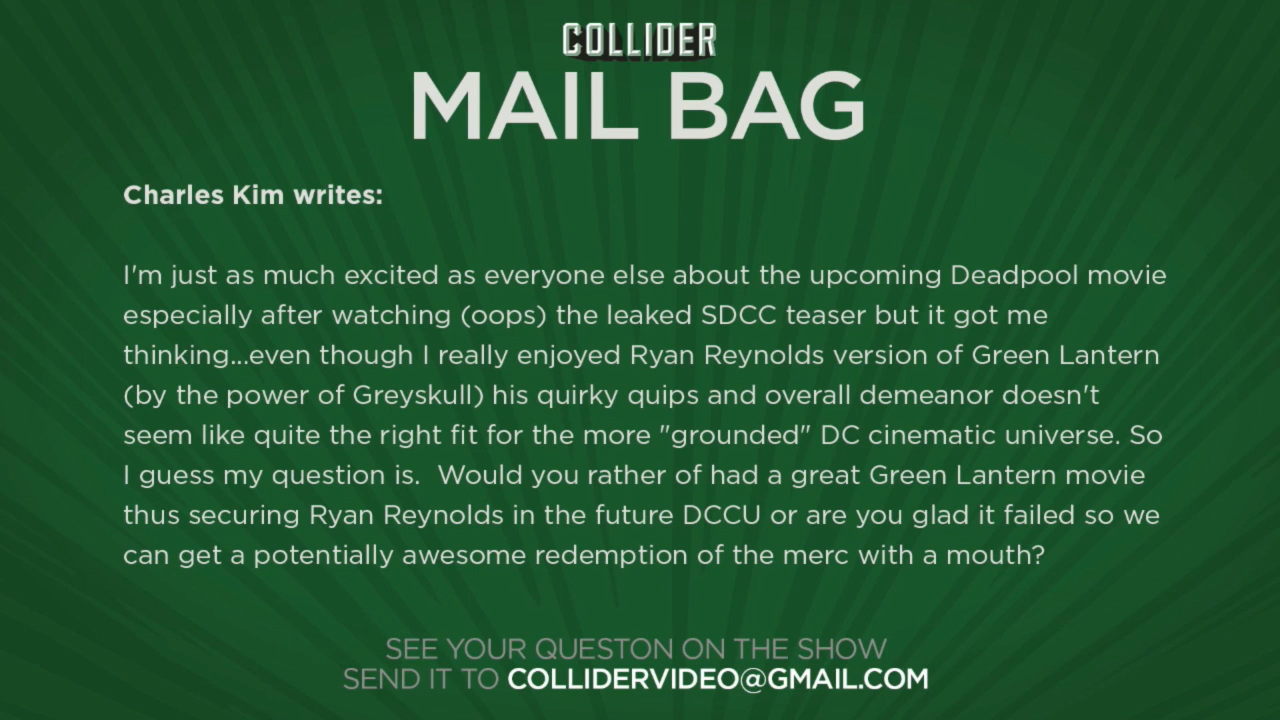 COLLIDER
MAIL BAG
Charles Kim writes:
I'm just as much excited as everyone else about the upcoming Deadpool movie
especially after watching (oops) the leaked SDCC teaser but it got me
thinking...even though I really enjoyed Ryan Reynolds version of Green Lantern
(by the power of Greyskull) his quirky quips and overall demeanor doesn't
seem like quite the right fit for the more "grounded" DC cinematic universe. So
I guess my question is.  Would you rather of had a great Green Lantern movie
thus securing Ryan Reynolds in the future DCCU or are you glad it failed so we
can get a potentially awesome redemption of the merc with a mouth?
SEE YOUR QUESTON ON THE SHOW
SEND IT TO COLLIDERVIDEO@GMAIL.COM